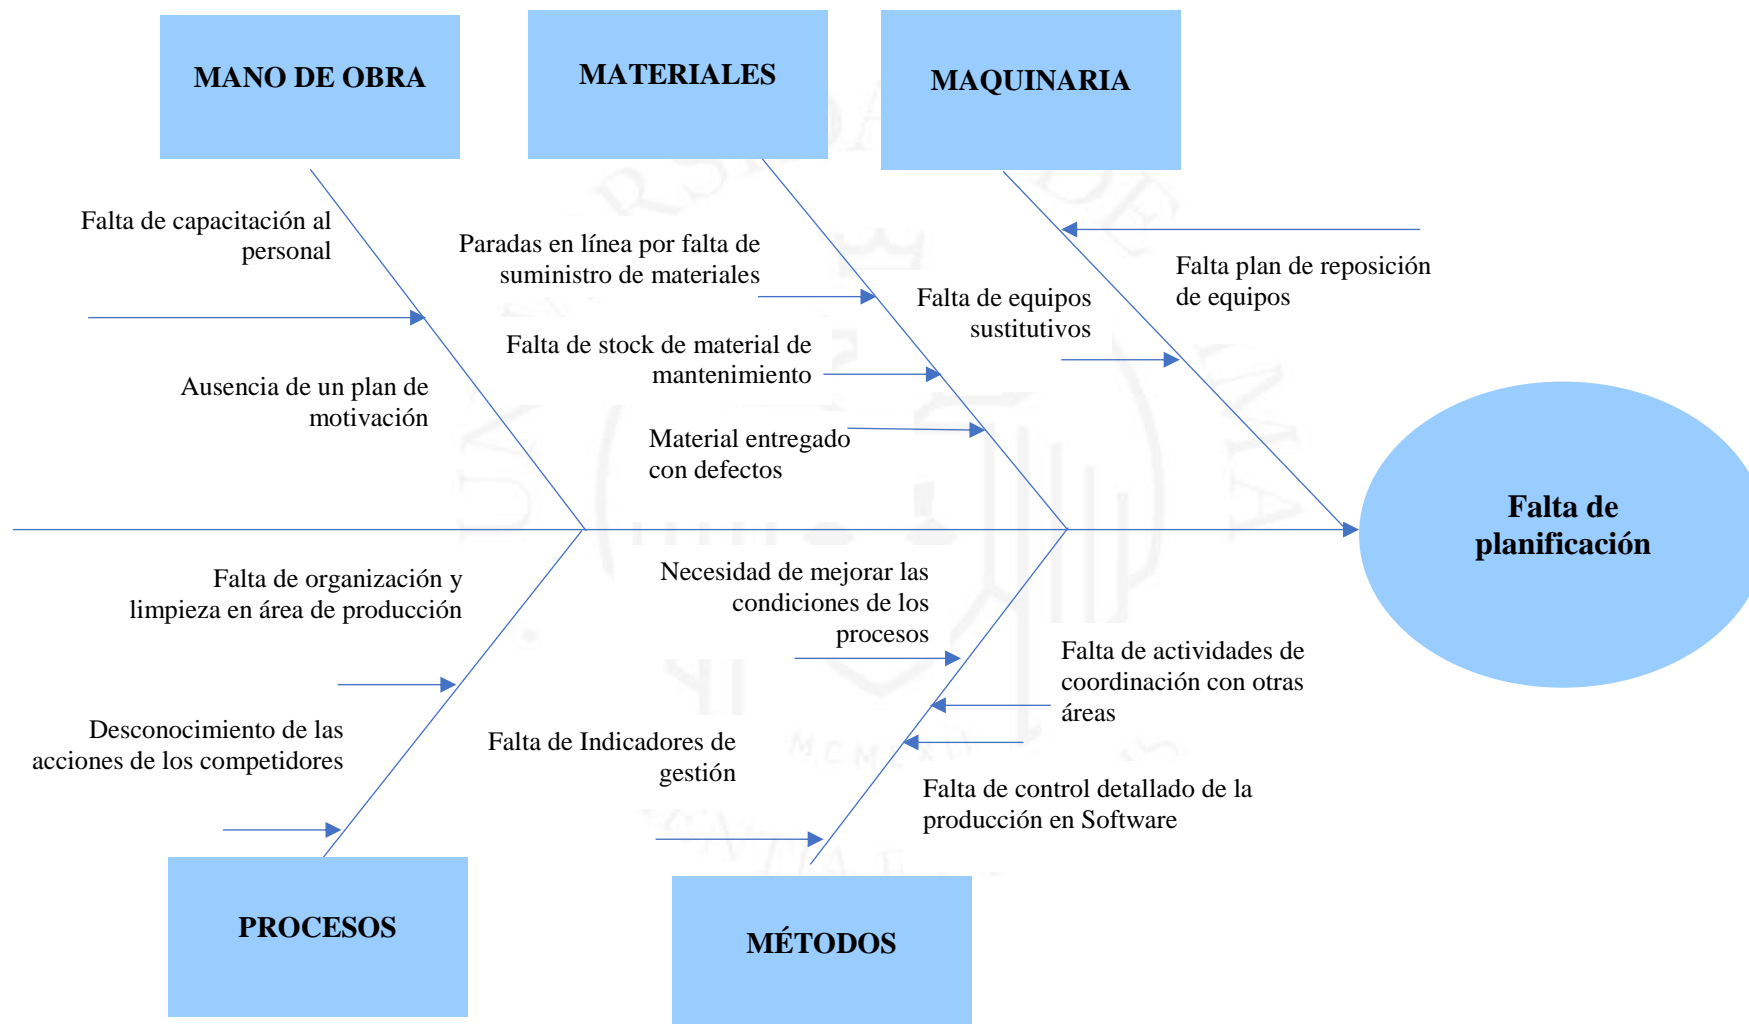 MANO DE OBRA
MATERIALES
MAQUINARIA
Falta de capacitación al
personal
Ausencia de un plan de
motivación
Paradas en línea por falta de
suministro de materiales
Falta de stock de material de
mantenimiento
Material entregado
con defectos
Falta de equipos
sustitutivos
Falta plan de reposición
de equipos
Falta de
planificación
Falta de organización y
limpieza en área de producción
Desconocimiento de las
acciones de los competidores
Necesidad de mejorar las
condiciones de los
procesos
Falta de Indicadores de
gestión
Falta de actividades de
coordinación con otras
áreas
Falta de control detallado de la
producción en Software
PROCESOS
MÉTODOS